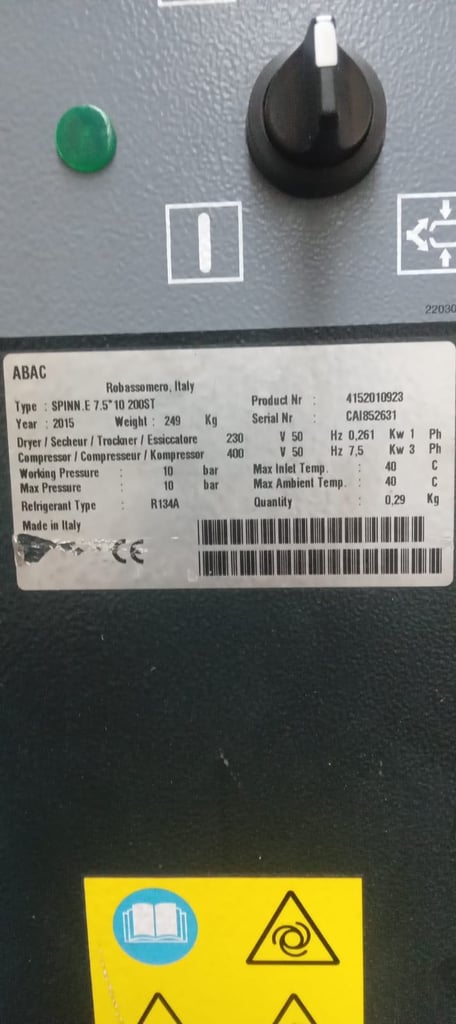 22030
ABAC
Robassomero, Italy
Type : SPINN.E 7.5*10 200ST Product Nr : 4152010923
Year : 2015 Weight : 249 Kg Serial Nr : CAI852631
Dryer / Secheur / Trockner / Essiccatore 230 V 50 Hz 0,261 Kw 1 Ph
Compressor / Compresseur / Kompressor 400 V 50 Hz 7,5 Kw 3 Ph
Working Pressure : 10 bar Max Inlet Temp. : 40 C
Max Pressure : 10 bar Max Ambient Temp. : 40 C
Refrigerant Type : R134A Quantity : 0,29 Kg
Made in Italy
CE